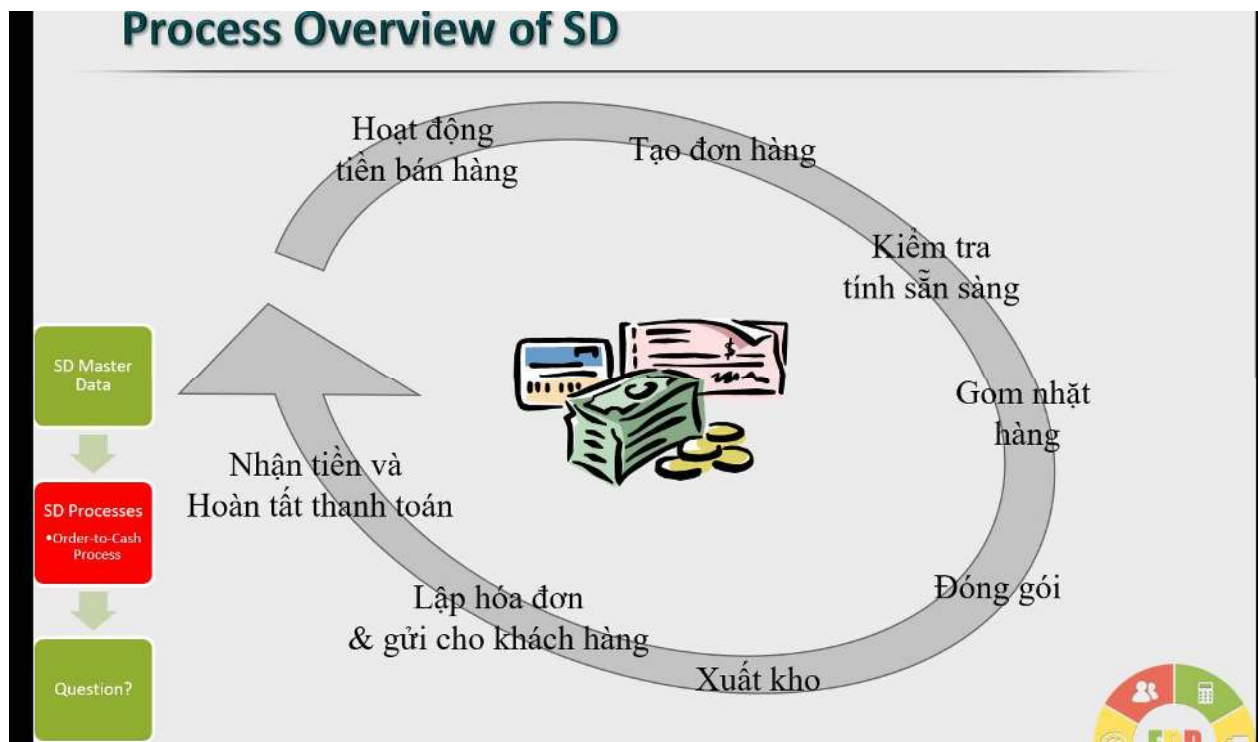 Process Overview of SD
Hoạt động
tiền bán hàng
Tạo đơn hàng
Kiểm tra
tính sẵn sàng
Gom nhặt
hàng
Đóng gói
Xuất kho
Lập hóa đơn
& gửi cho khách hàng
Nhận tiền và
Hoàn tất thanh toán
SD Master
Data
SD Processes
•Order-to-Cash
Process
Question?
$